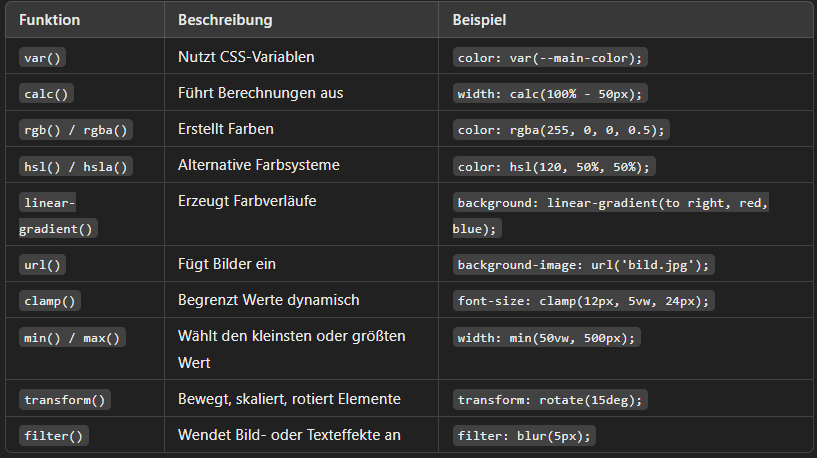 Funktion Beschreibung Beispiel
var() Nutzt CSS-Variablen color: var(--main-color);
calc() Führt Berechnungen aus width: calc(100% - 50px);
rgb() / rgba() Erstellt Farben color: rgba(255, 0, 0, 0.5);
hsl() / hsla() Alternative Farbsysteme color: hsl(120, 50%, 50%);
linear- Erzeugt Farbverläufe background: linear-gradient(to right, red,
gradient() blue);
url() Fügt Bilder ein background-image: url('bild.jpg');
clamp() Begrenzt Werte dynamisch font-size: clamp(12px, 5vw, 24px);
min() / max() Wählt den kleinsten oder größten width: min(50vw, 500px);
Wert
transform() Bewegt, skaliert, rotiert Elemente transform: rotate(15deg);
filter() Wendet Bild- oder Texteffekte an filter: blur(5px);